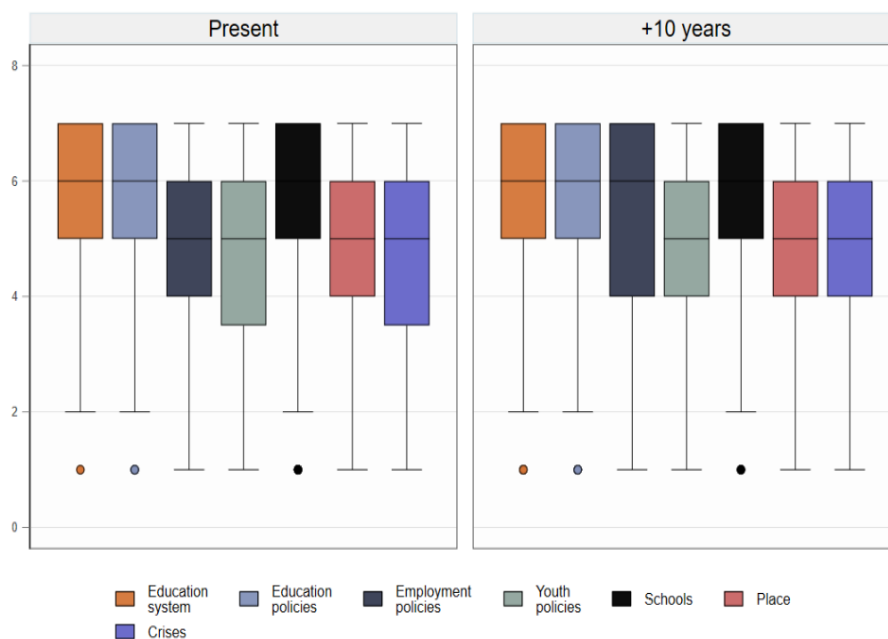 Present
+10 years
8
6
4
2
0
Education system
Education policies
Employment policies
Youth policies
Schools
Place
Crises